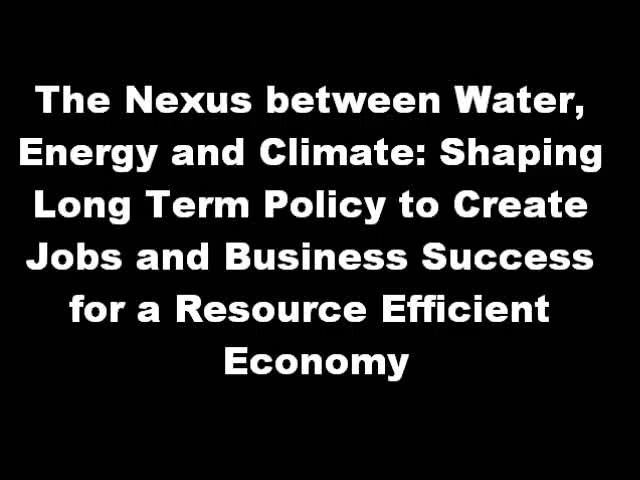 The Nexus between Water,
Energy and Climate: Shaping
Long Term Policy to Create
Jobs and Business Success
for a Resource Efficient
Economy